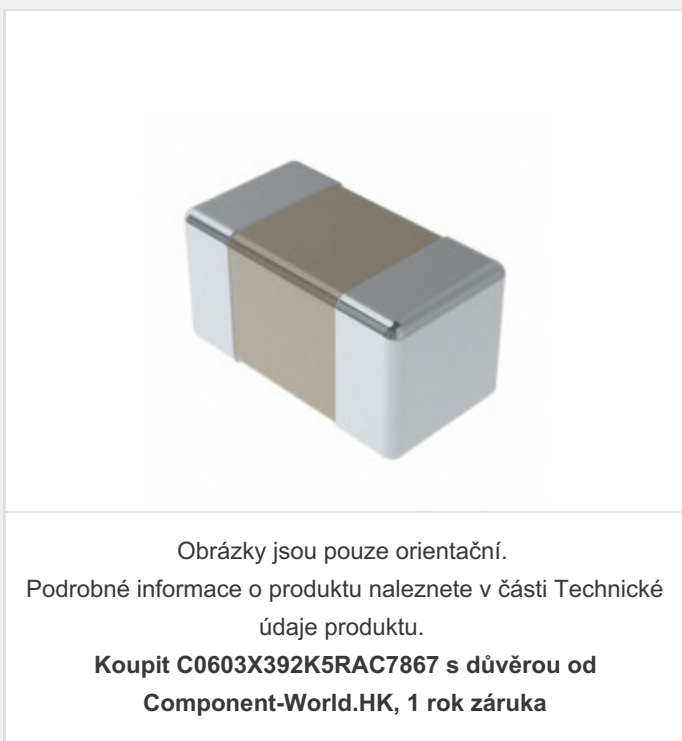 Obrázky jsou pouze orientační.
Podrobné informace o produktu naleznete v části Technické
údaje produktu.
Koupit C0603X392K5RAC7867 s důvěrou od
Component-World.HK, 1 rok záruka